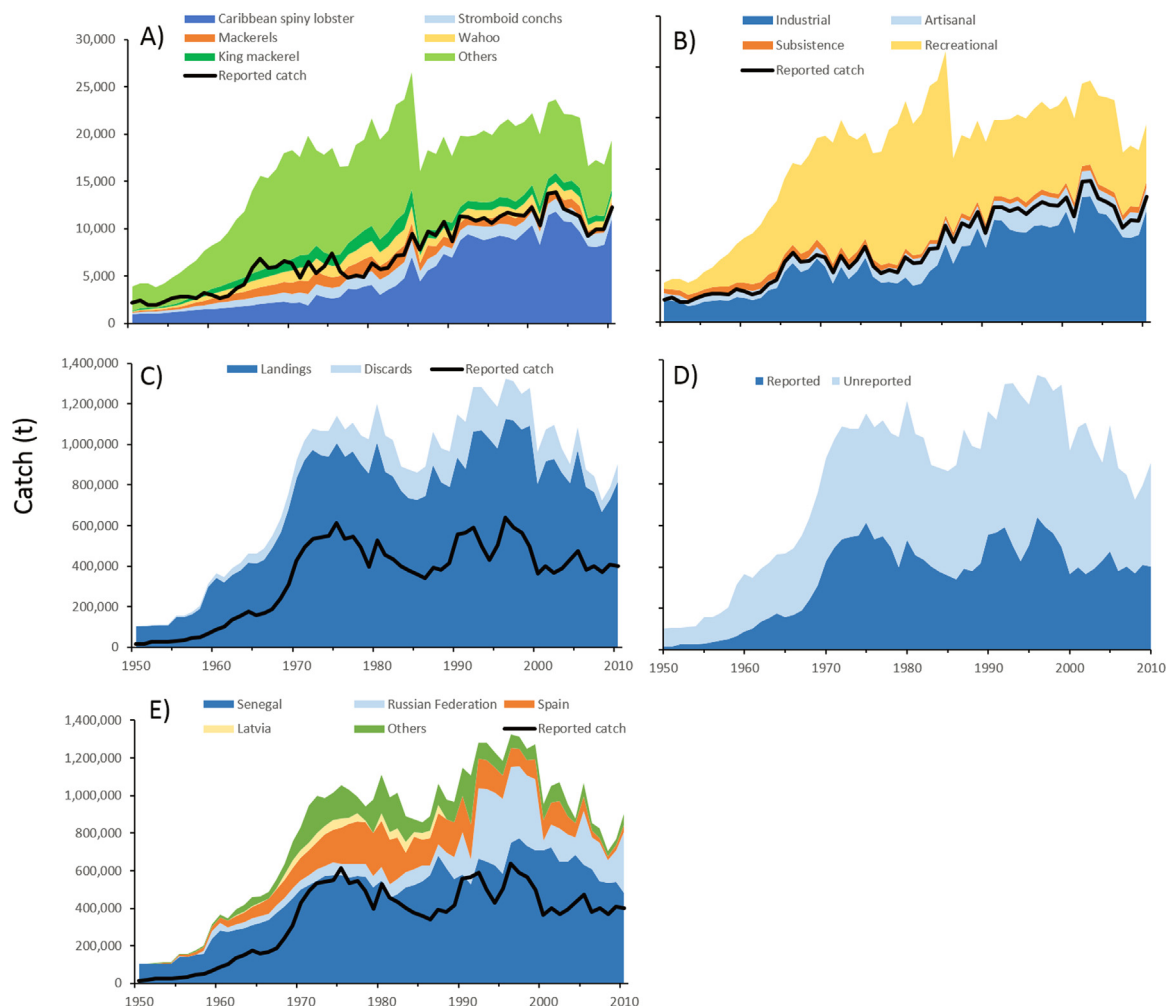 A)
Caribbean spiny lobster Stromboid conchs
Mackerels Wahoo
King mackerel Others
Reported catch
30,000
25,000
20,000
15,000
10,000
5,000
0
B)
Industrial Artisanal
Subsistence Recreational
Reported catch
Catch (t)
C)
Landings Discards Reported catch
1,400,000
1,200,000
1,000,000
800,000
600,000
400,000
200,000
0
1950 1960 1970 1980 1990 2000 2010
D)
Reported Unreported
1950 1960 1970 1980 1990 2000 2010
E)
Senegal Russian Federation Spain
Latvia Others Reported catch
1,400,000
1,200,000
1,000,000
800,000
600,000
400,000
200,000
0
1950 1960 1970 1980 1990 2000 2010